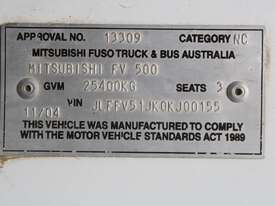 APPROVAL NO. 13309 CATEGORY NC
MITSUBISHI FUSO TRUCK & BUS AUSTRALIA
MITSUBISHI FV 500
GVM 25400KG SEATS 3
11/04 VIN JLFFV51JKGKJ00155
THIS VEHICLE WAS MANUFACTURED TO COMPLY
WITH THE MOTOR VEHICLE STANDARDS ACT 1989